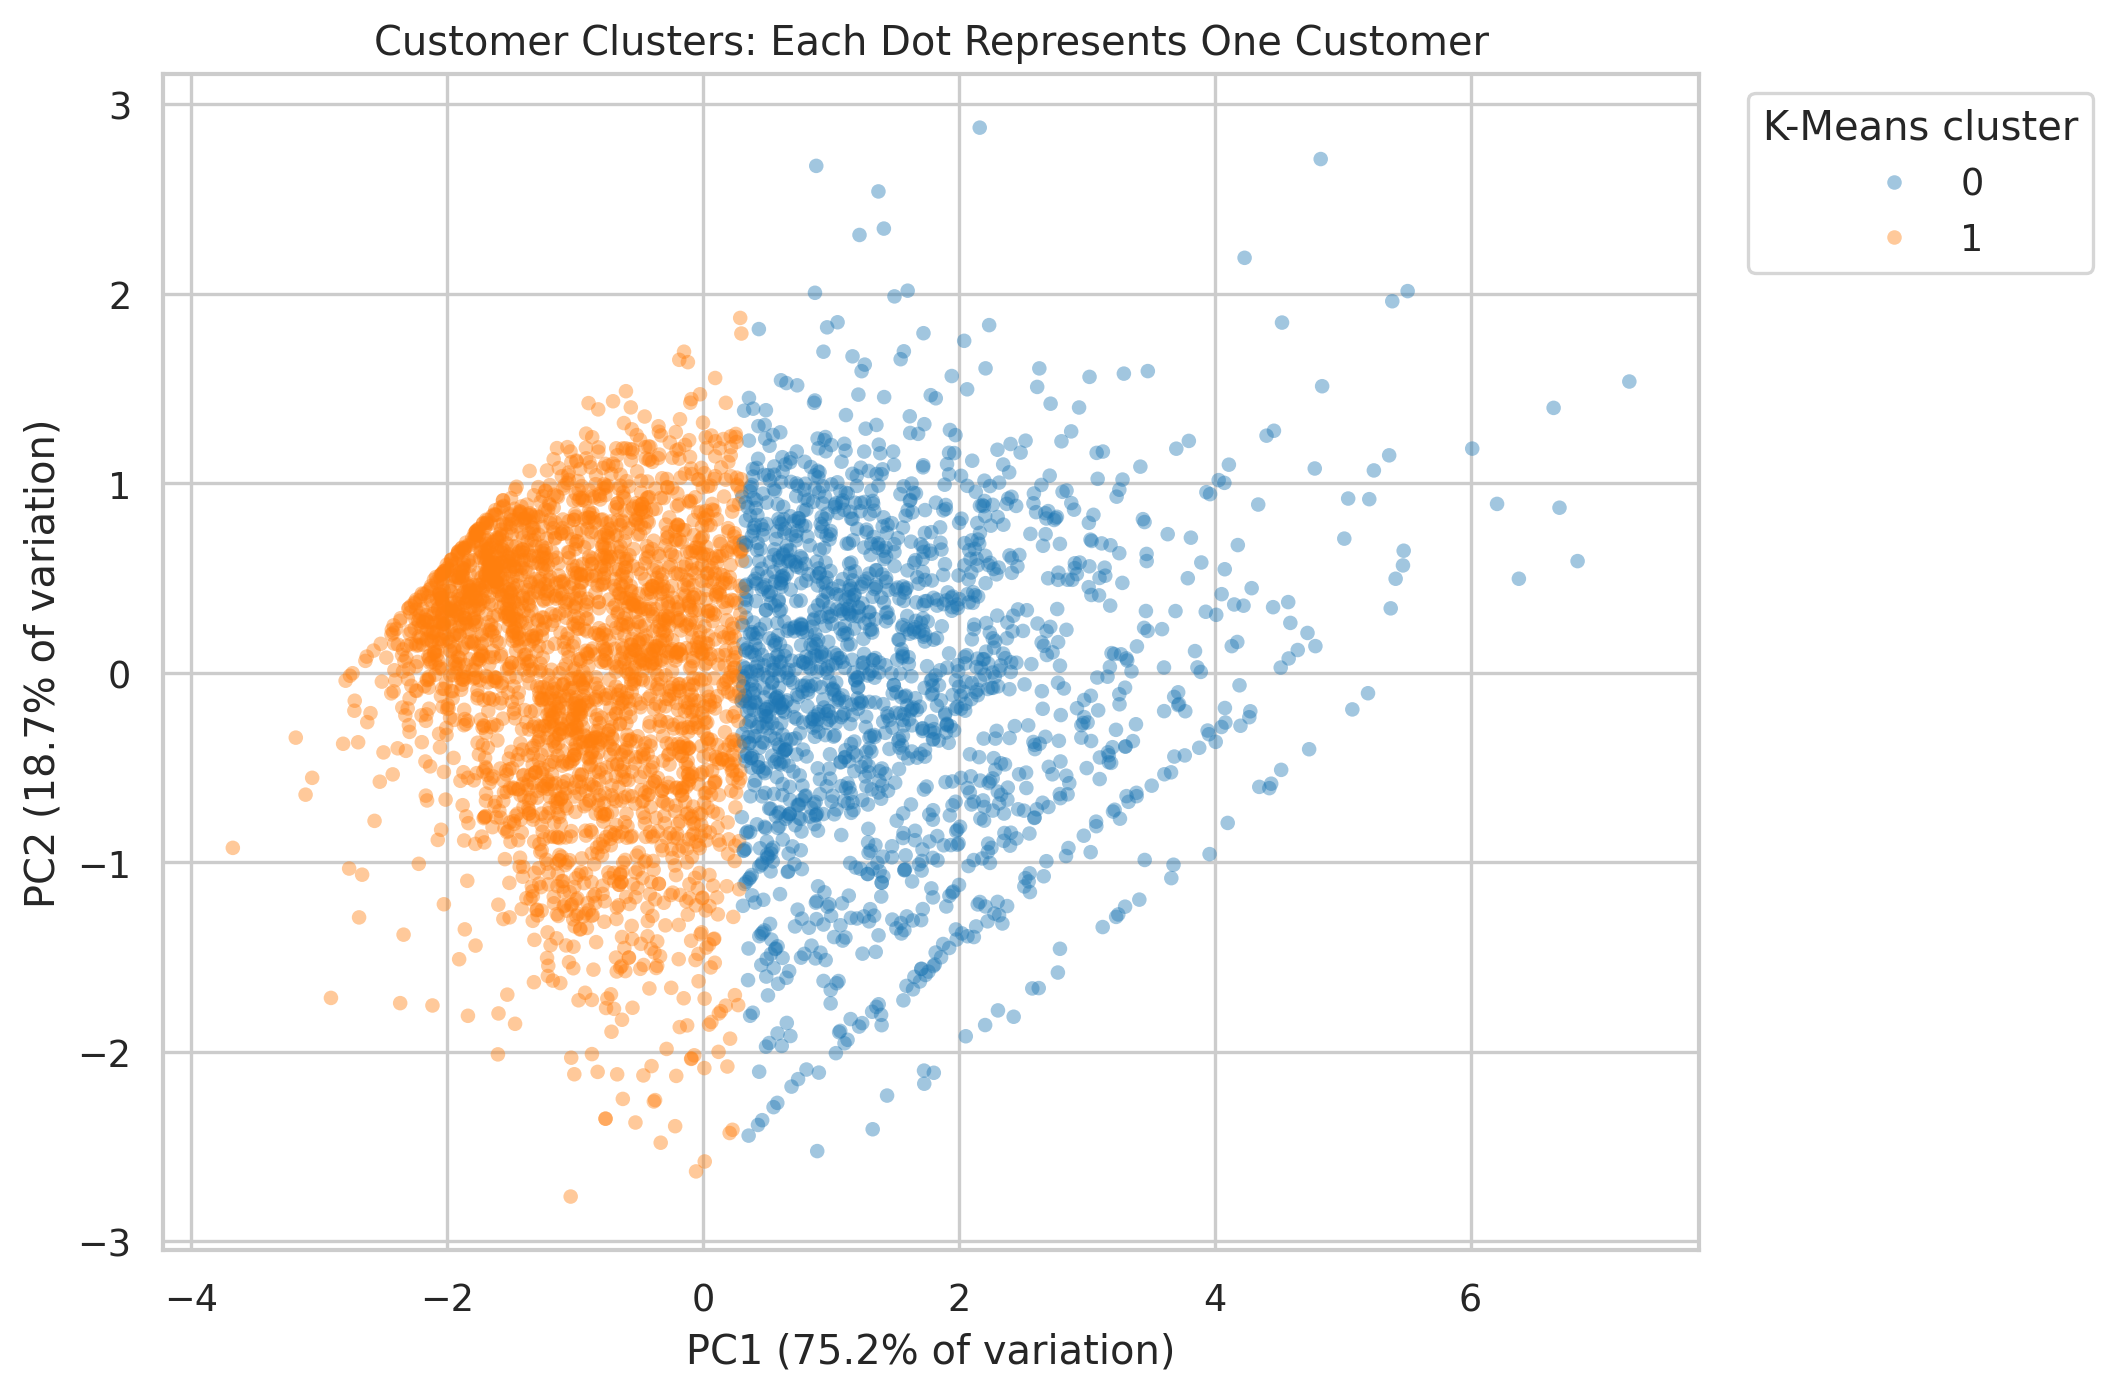 Customer Clusters: Each Dot Represents One Customer
K-Means cluster
0
1
3
2
1
0
−1
−2
−3
PC2 (18.7% of variation)
−4 −2 0 2 4 6
PC1 (75.2% of variation)